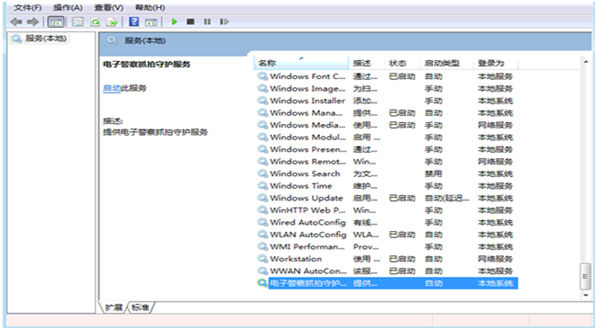 文件(F) 操作(A) 查看(V) 帮助(H)
服务(本地)
服务(本地)
电子警察抓拍守护服务
启动此服务
描述:
提供电子警察抓拍守护服务
名称 描述 状态 启动类型 登录为
Windows Font C... 通过... 已启动 自动 本地服务
Windows Image... 为扫... 手动 本地服务
Windows Installer 添加... 手动 本地系统
Windows Mana... 提供... 已启动 自动 本地系统
Windows Media... 使用... 已启动 手动 网络服务
Windows Modul... 启用 ... 手动 本地系统
Windows Presen... 通过... 手动 本地服务
Windows Remot... Win... 手动 网络服务
Windows Search 为文... 禁用 本地系统
Windows Time 维护... 手动 本地服务
Windows Update 启用... 已启动 自动(延迟... 本地系统
WinHTTP Web P... Win... 手动 本地服务
Wired AutoConfig 有线... 手动 本地系统
WLAN AutoConfig WLA... 已启动 自动 本地系统
WMI Performan... Prov... 手动 本地系统
Workstation 使用 ... 已启动 自动 网络服务
WWAN AutoCon... 该服... 已启动 自动 本地服务
电子警察抓拍守护... 提供... 自动 本地系统
扩展 标准